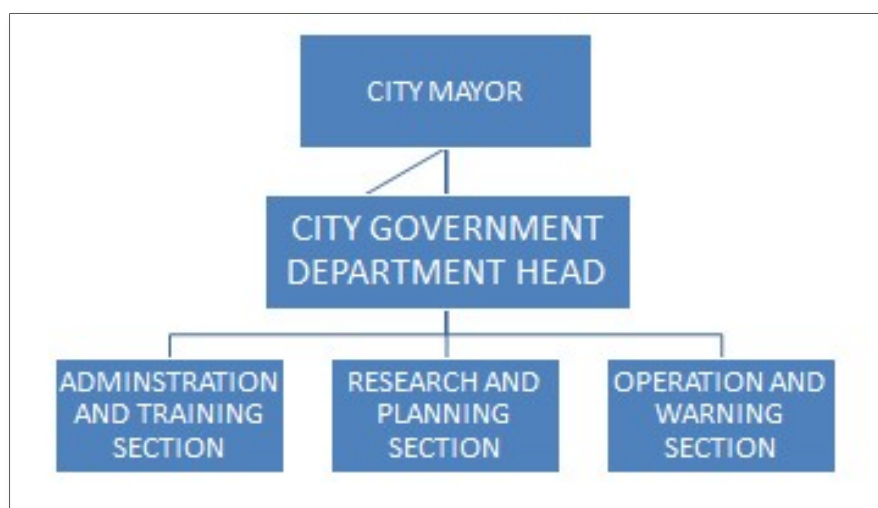 CITY MAYOR
CITY GOVERNMENT
DEPARTMENT HEAD
ADMINSTRATION
AND TRAINING
SECTION
RESEARCH AND
PLANNING
SECTION
OPERATION AND
WARNING
SECTION